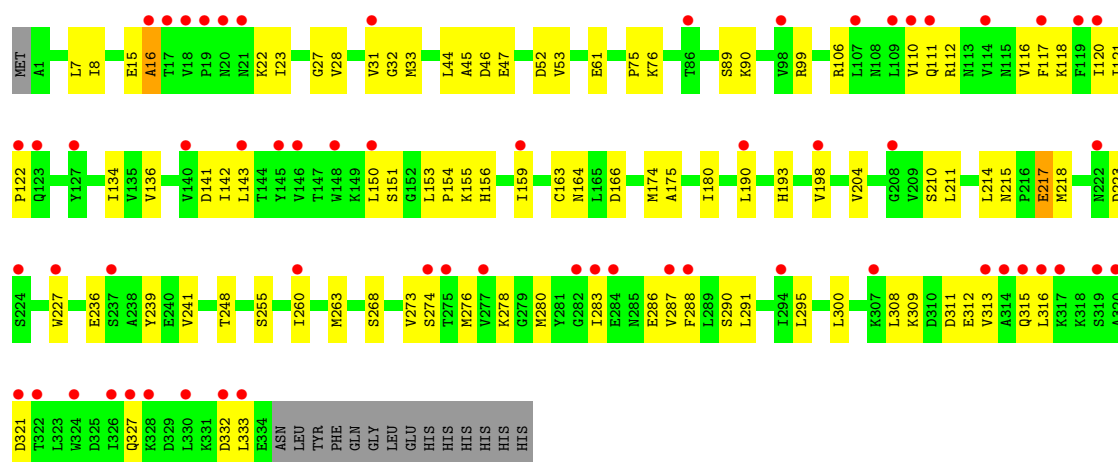 MET A1 L7 I8 E15 A16 T17 V18 P19 N20 N21 K22 I23 G27 V28 V31 G32 M33 L44 A45 D46 E47 D52 V53 E61 P75 K76 T86 S89 K90 V98 R99 R106 L107 N108 L109 V110 Q111 R112 N113 V114 N115 V116 F117 K118 F119 I120 I121
P122 Q123 Y127 I134 V135 V136 V140 D141 I142 L143 T144 Y145 V146 T147 W148 K149 L150 S151 G152 L153 P154 K155 H156 I159 C163 N164 L165 D166 M174 A175 I180 L190 H193 V198 V204 G208 V209 S210 L211 L214 N215 P216 E217 M218 N222 D223
S224 W227 E236 S237 A238 Y239 E240 V241 T248 S255 I260 M263 S268 V273 S274 T275 M276 V277 K278 G279 M280 Y281 G282 I283 E284 N285 E286 V287 F288 L289 S290 L291 I294 L295 L300 K307 L308 K309 D310 D311 E312 V313 A314 Q315 L316 K317 K318 S319 A320
D321 T322 L323 W324 D325 I326 Q327 K328 D329 L330 K331 D332 L333 E334 ASN LEU TYR PHE GLN GLY LEU GLU HIS HIS HIS HIS HIS HIS